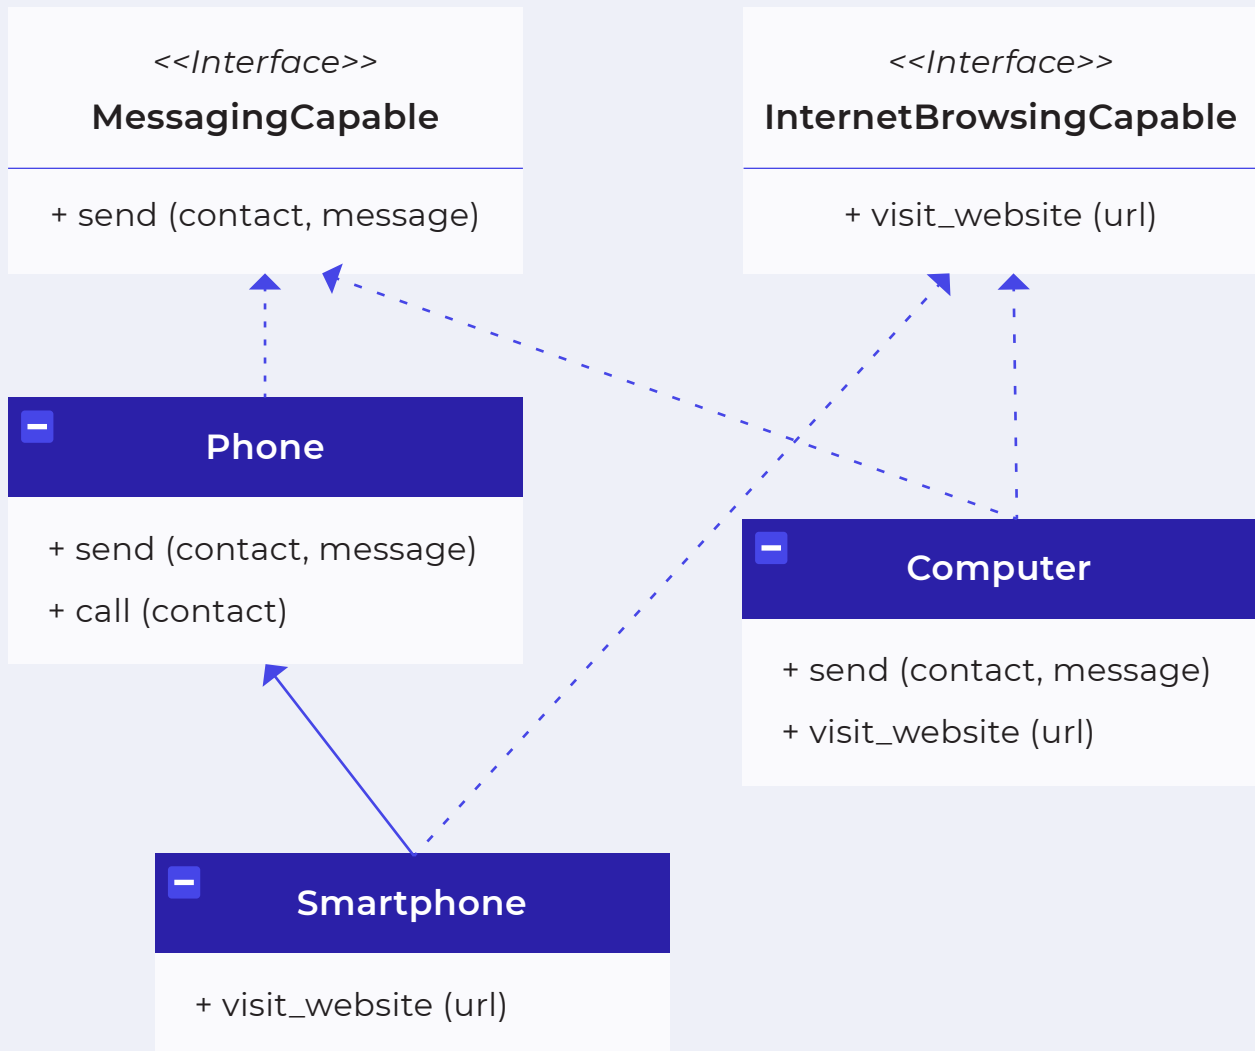 <<Interface>>
MessagingCapable
+ send (contact, message)
<<Interface>>
InternetBrowsingCapable
+ visit_website (url)
Phone
+ send (contact, message)
+ call (contact)
Computer
+ send (contact, message)
+ visit_website (url)
Smartphone
+ visit_website (url)